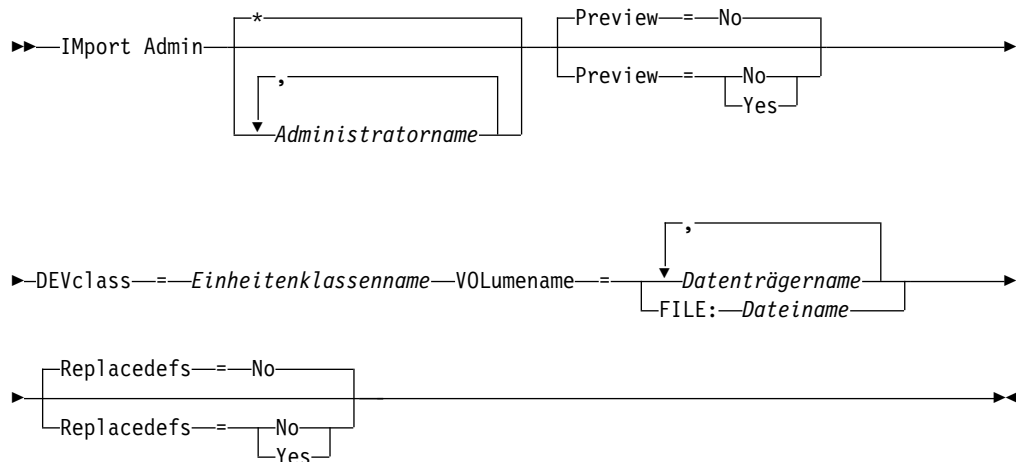 *
Preview = No
IMport Admin
,
Administratorname
Preview = No
Yes
,
DEVclass = Einheitenklassenname VOLumename = Datenträgername
FILE: Dateiname
Replacedefs = No
Replacedefs = No
Yes